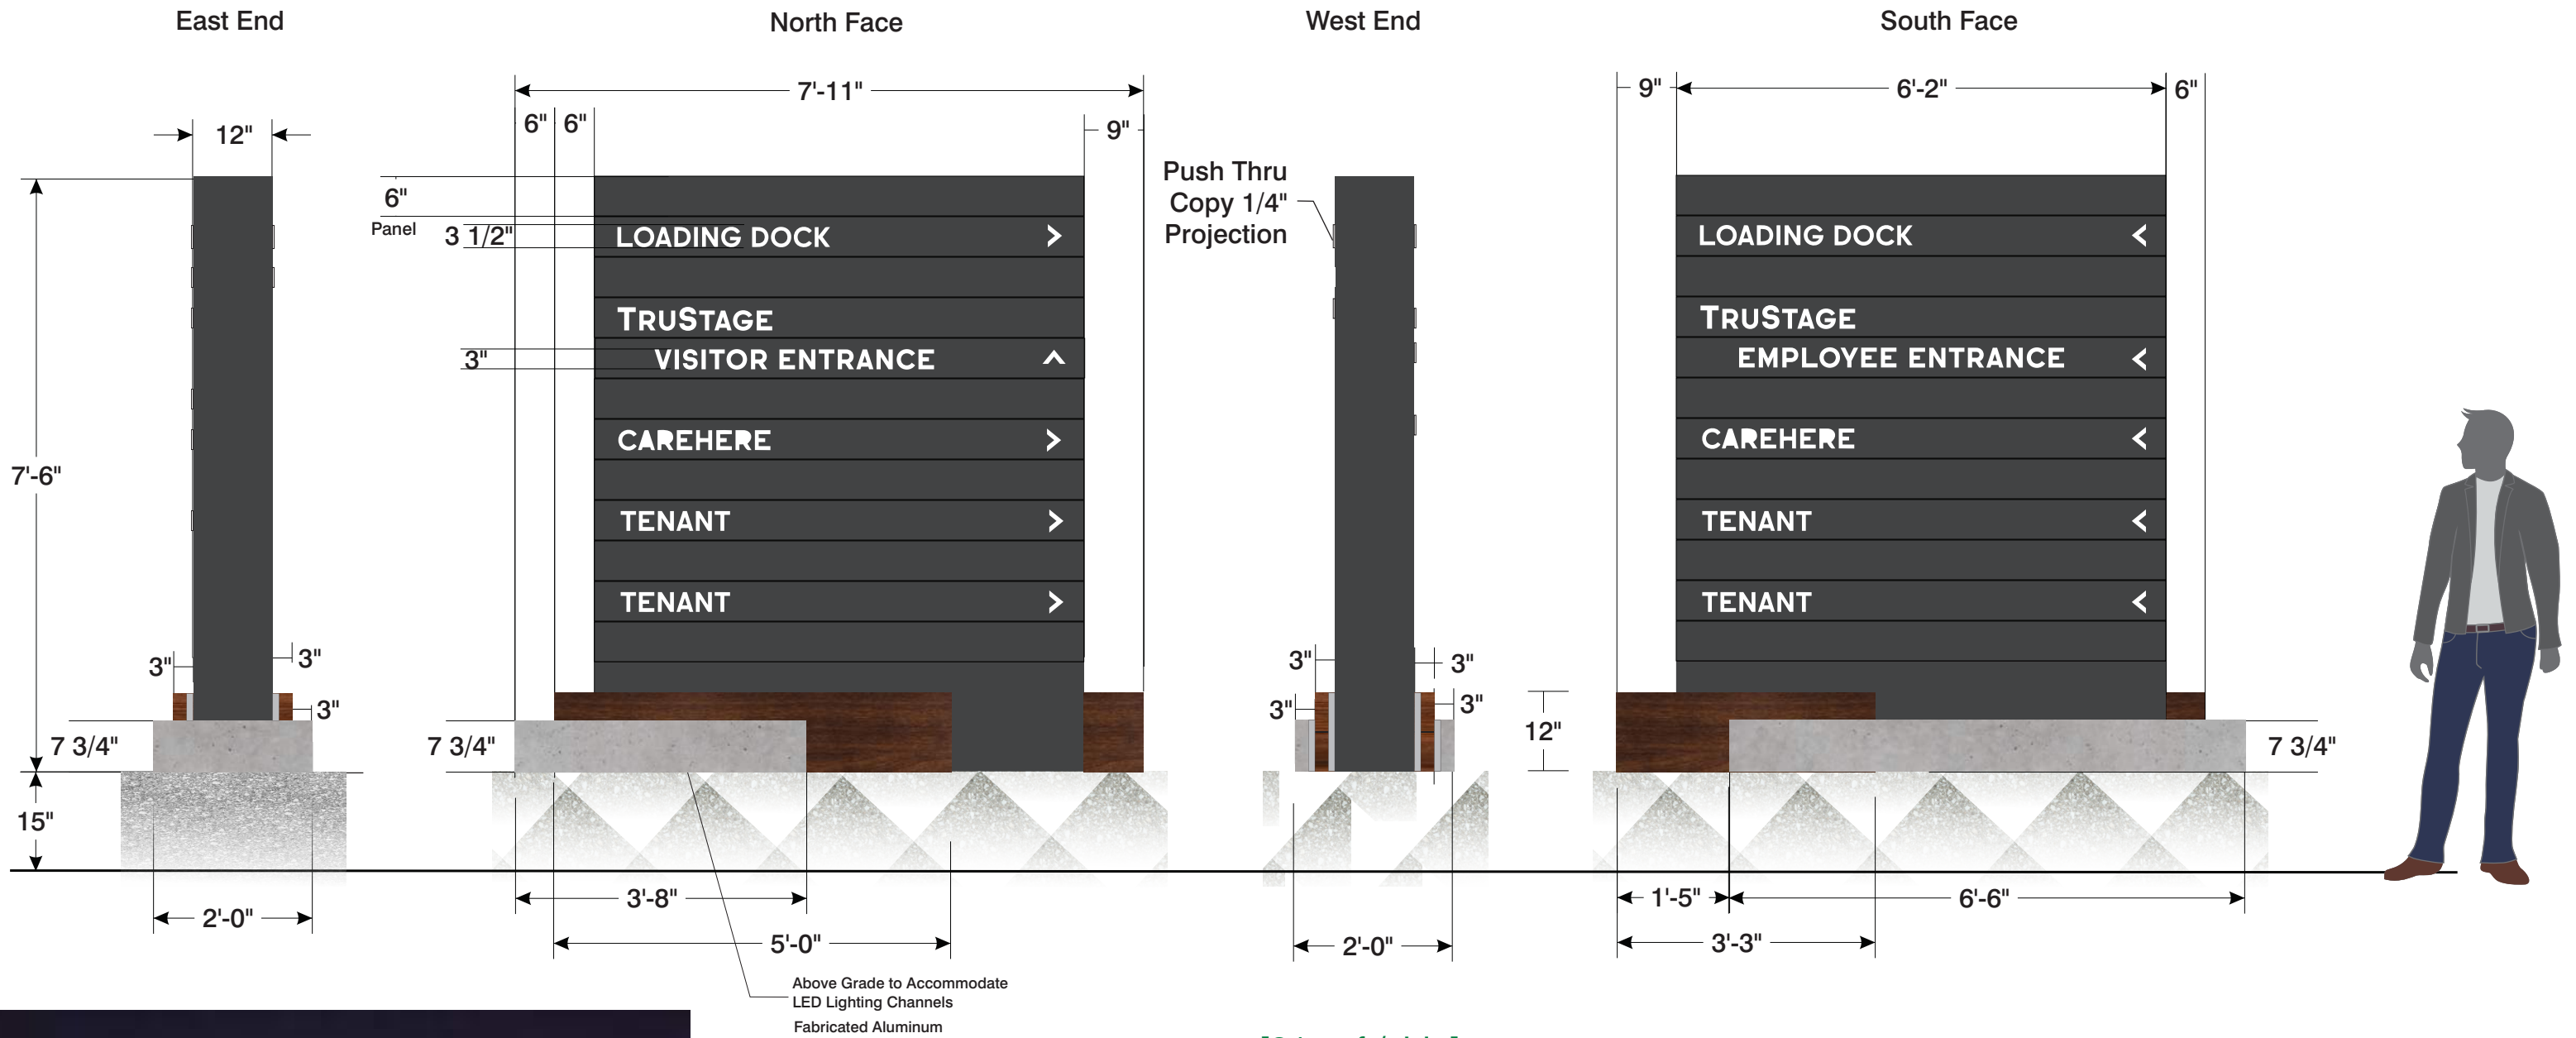 East End
North Face
West End
South Face
7'-11"
9"
6'-2"
6"
12"
6" 6"
9"
6"
Panel
3 1/2"
Push Thru
Copy 1/4"
Projection
LOADING DOCK >
TRUSTAGE
3"
VISITOR ENTRANCE ^
CAREHERE >
TENANT >
TENANT >
LOADING DOCK <
TRUSTAGE
EMPLOYEE ENTRANCE <
CAREHERE <
TENANT <
TENANT <
7'-6"
3"
3"
3"
7 3/4"
15"
2'-0"
7 3/4"
3'-8"
5'-0"
Above Grade to Accommodate
LED Lighting Channels
Fabricated Aluminum
3"
3"
3"
3"
2'-0"
12"
7 3/4"
1'-5"
6'-6"
3'-3"